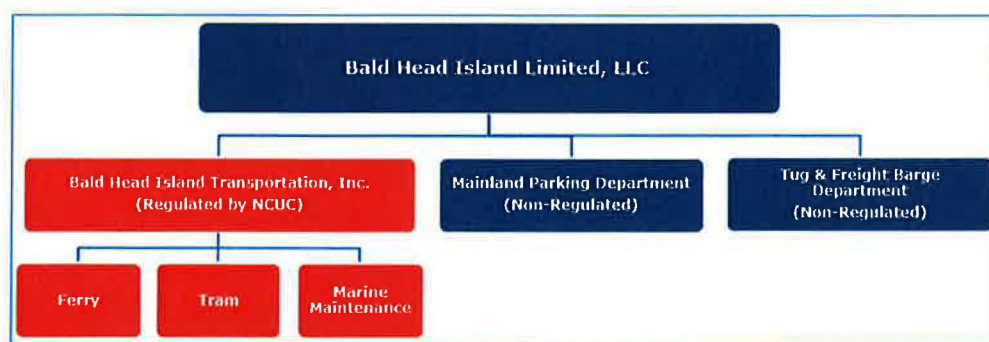 Bald Head Island Limited, LLC
Bald Head Island Transportation, Inc.
(Regulated by NCUC)
Mainland Parking Department
(Non-Regulated)
Tug & Freight Barge
Department
(Non-Regulated)
Ferry
Tram
Marine
Maintenance